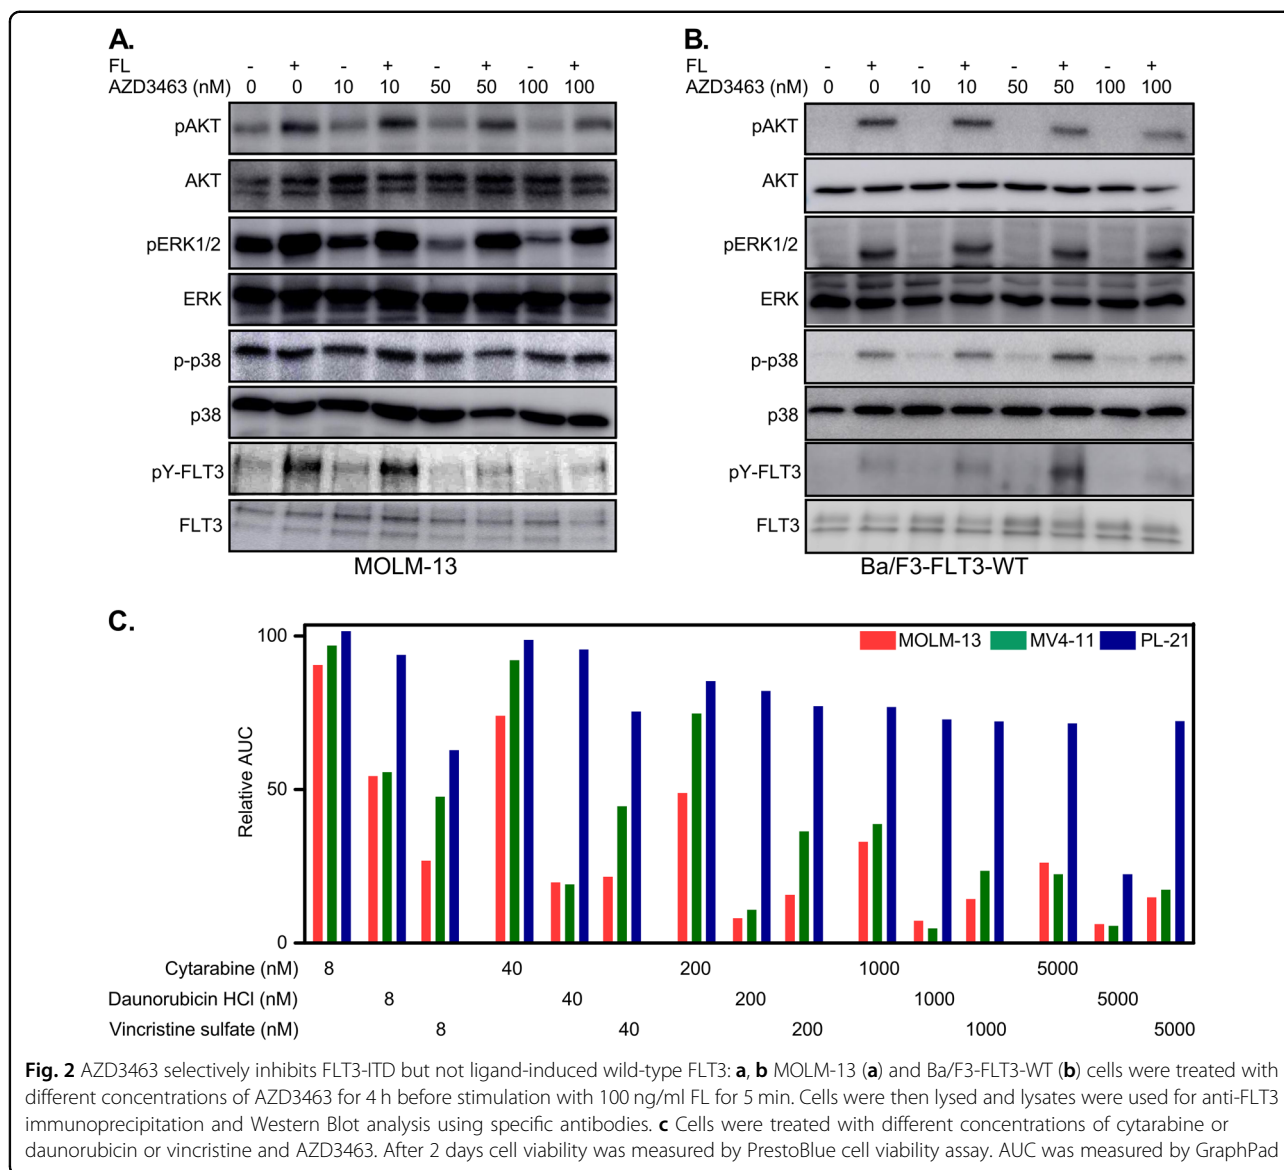 A.
FL - + - + - + - +
AZD3463 (nM) 0 0 10 10 50 50 100 100
pAKT
AKT
pERK1/2
ERK
p-p38
p38
pY-FLT3
FLT3
MOLM-13
B.
FL - + - + - + - +
AZD3463 (nM) 0 0 10 10 50 50 100 100
pAKT
AKT
pERK1/2
ERK
p-p38
p38
pY-FLT3
FLT3
Ba/F3-FLT3-WT
C.
100
50
0
Relative AUC
MOLM-13 MV4-11 PL-21
Cytarabine (nM) 8 40 200 1000 5000
Daunorubicin HCl (nM) 8 40 200 1000 5000
Vincristine sulfate (nM) 8 40 200 1000 5000
Fig. 2 AZD3463 selectively inhibits FLT3-ITD but not ligand-induced wild-type FLT3: a, b MOLM-13 (a) and Ba/F3-FLT3-WT (b) cells were treated with
different concentrations of AZD3463 for 4 h before stimulation with 100 ng/ml FL for 5 min. Cells were then lysed and lysates were used for anti-FLT3
immunoprecipitation and Western Blot analysis using specific antibodies. c Cells were treated with different concentrations of cytarabine or
daunorubicin or vincristine and AZD3463. After 2 days cell viability was measured by PrestoBlue cell viability assay. AUC was measured by GraphPad